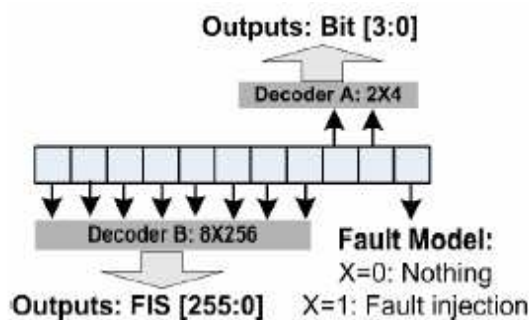 Outputs: Bit [3:0]
Decoder A: 2X4
Decoder B: 8X256
Fault Model:
X=0: Nothing
Outputs: FIS [255:0]
X=1: Fault injection